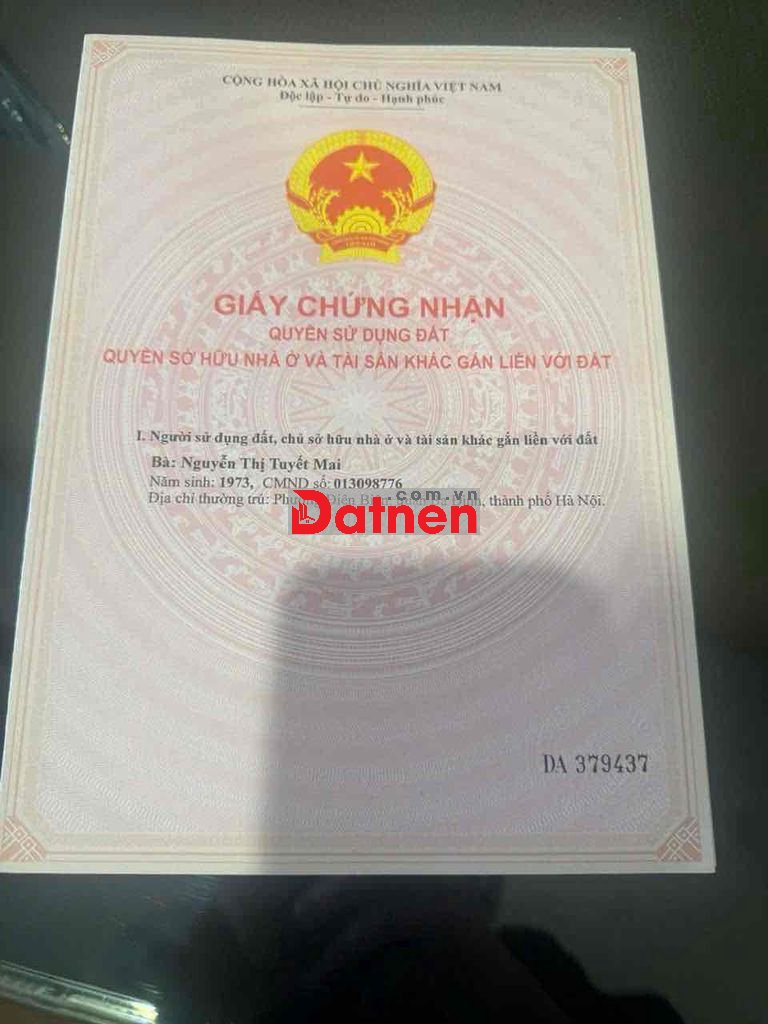 CỘNG HÒA XÃ HỘI CHỦ NGHĨA VIỆT NAM
Độc lập - Tự do - Hạnh phúc
GIẤY CHỨNG NHẬN
QUYỀN SỬ DỤNG ĐẤT
QUYỀN SỞ HỮU NHÀ Ở VÀ TÀI SẢN KHÁC GẮN LIỀN VỚI ĐẤT
I. Người sử dụng đất, chủ sở hữu nhà ở và tài sản khác gắn liền với đất
Bà: Nguyễn Thị Tuyết Mai
Năm sinh: 1973, CMND số: 013098776
Địa chỉ thường trú: Điện thành phố Hà Nội.
.com.vn
Datnen
DA 379437